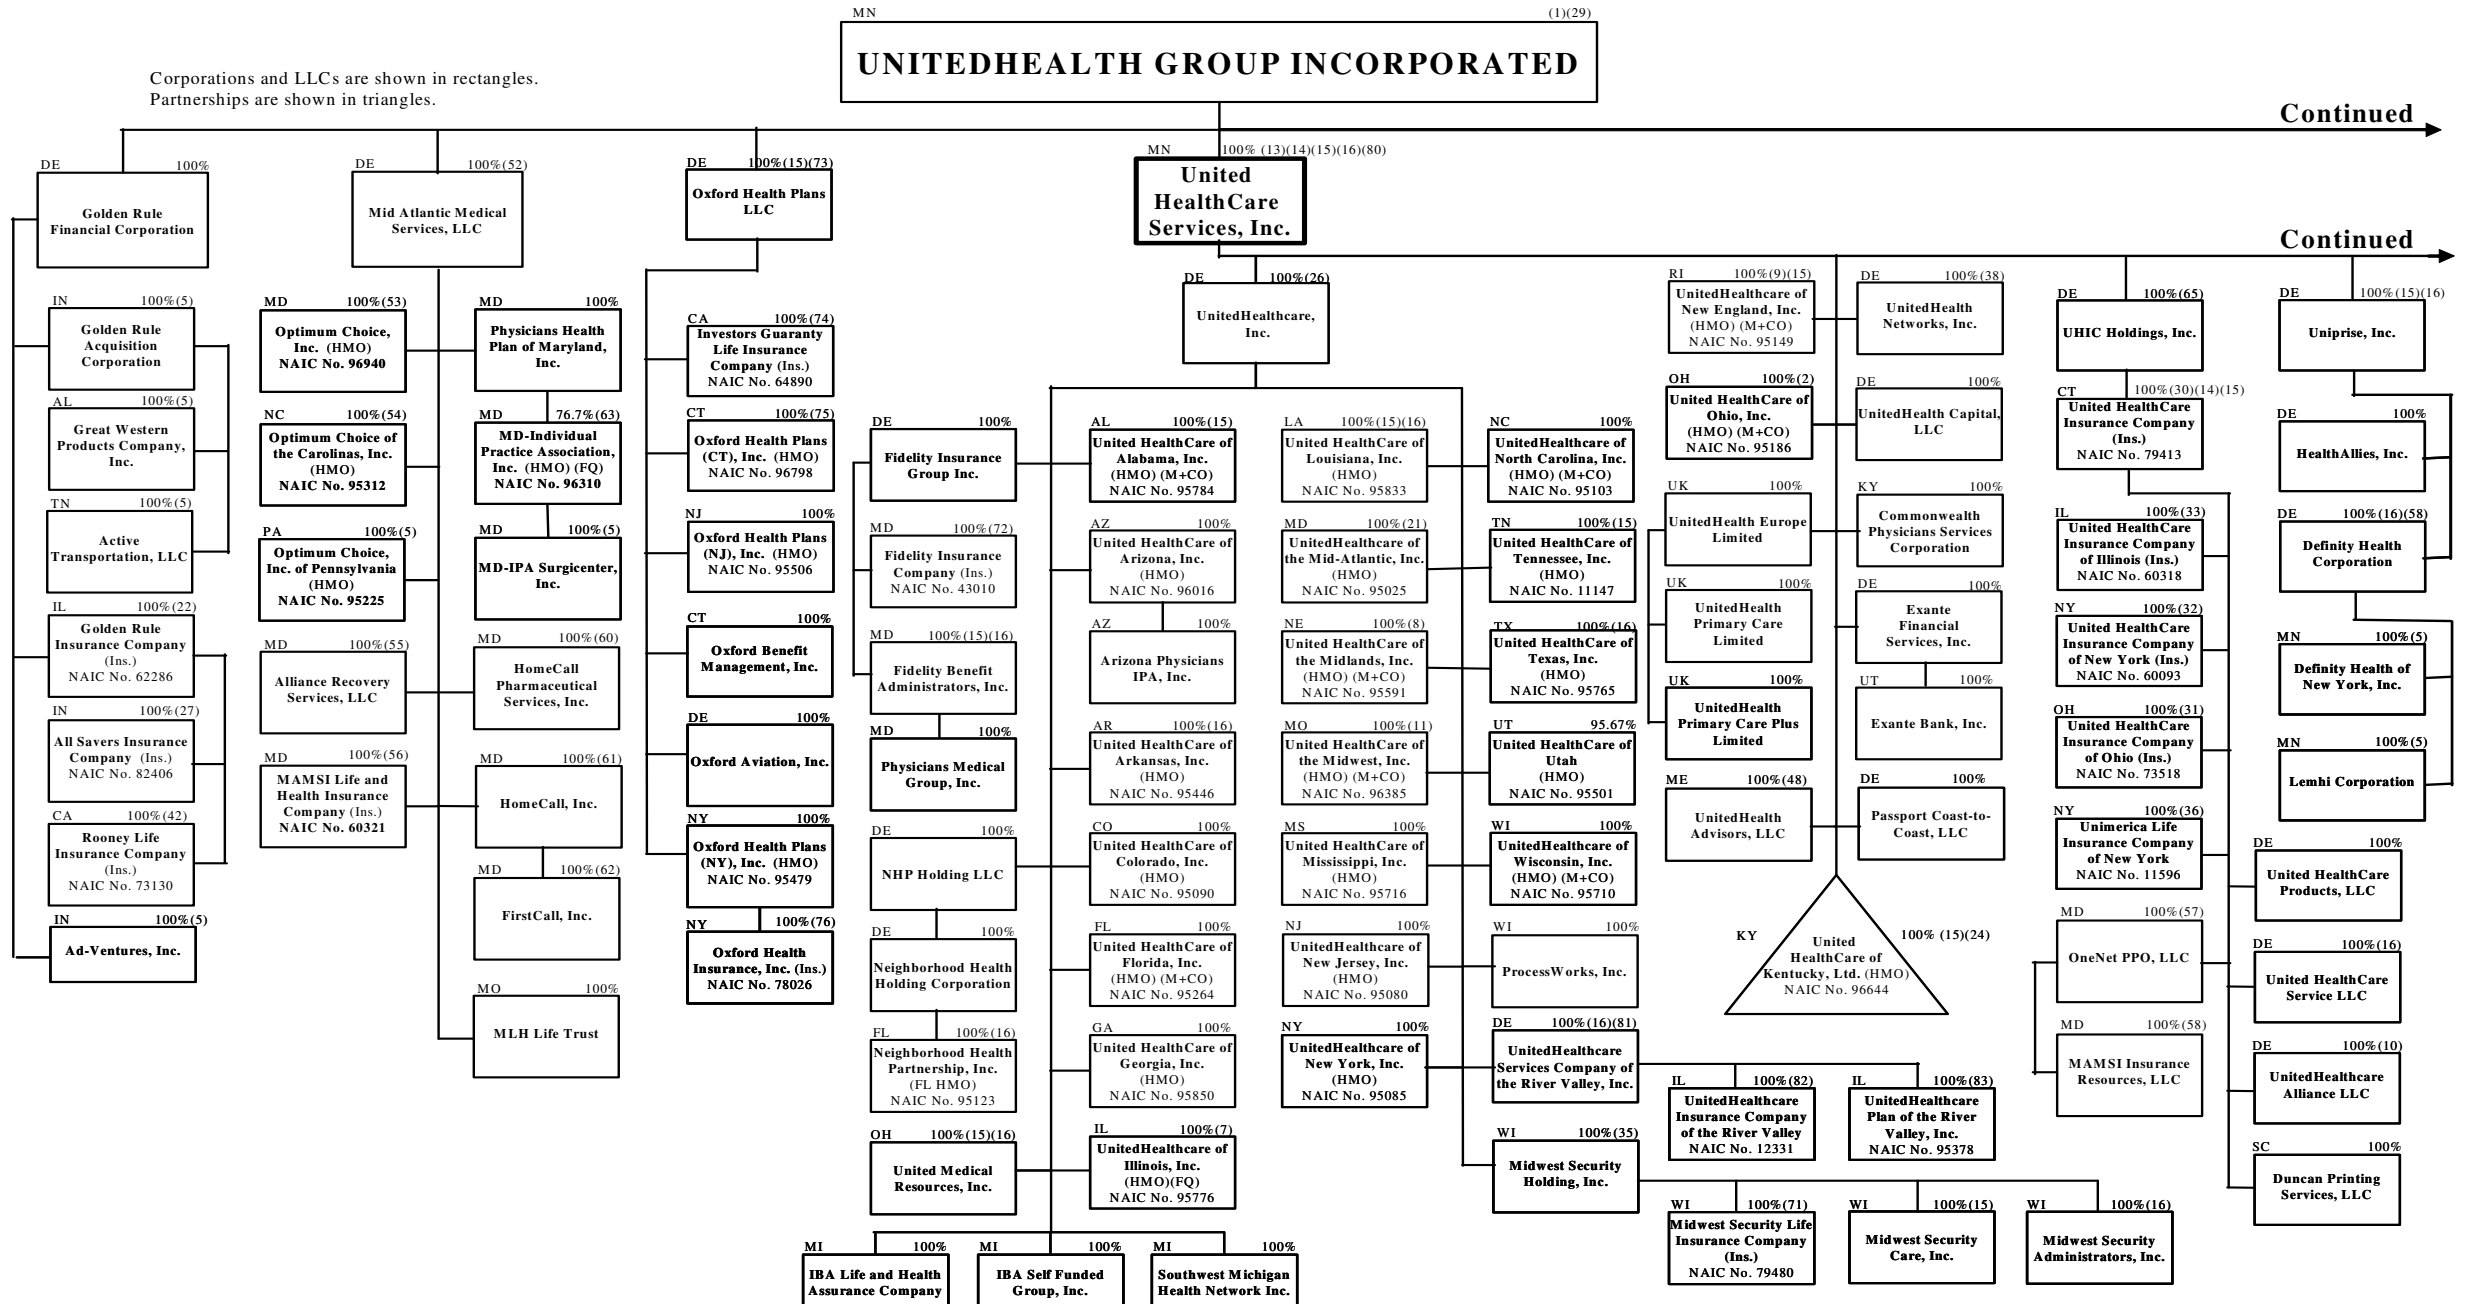 MN (1)(29)
UNITEDHEALTH GROUP INCORPORATED
Corporations and LLCs are shown in rectangles.
Partnerships are shown in triangles.
Continued
DE 100%
Golden Rule
Financial Corporation
IN 100%(5)
Golden Rule
Acquisition
Corporation
AL 100%(5)
Great Western
Products Company,
Inc.
TN 100%(5)
Active
Transportation, LLC
IL 100%(22)
Golden Rule
Insurance Company
(Ins.)
NAIC No. 62286
IN 100%(27)
All Savers Insurance
Company (Ins.)
NAIC No. 82406
CA 100%(42)
Rooney Life
Insurance Company
(Ins.)
NAIC No. 73130
IN 100%(5)
Ad-Ventures, Inc.
DE 100%(52)
Mid Atlantic Medical
Services, LLC
MD 100%(53)
Optimum Choice,
Inc. (HMO)
NAIC No. 96940
NC 100%(54)
Optimum Choice of
the Carolinas, Inc.
(HMO)
NAIC No. 95312
PA 100%(5)
Optimum Choice,
Inc. of Pennsylvania
(HMO)
NAIC No. 95225
MD 100%(55)
Alliance Recovery
Services, LLC
MD 100%(56)
MAMSI Life and
Health Insurance
Company (Ins.)
NAIC No. 60321
MD 100%
Physicians Health
Plan of Maryland,
Inc.
MD 76.7%(63)
MD-Individual
Practice Association,
Inc. (HMO) (FQ)
NAIC No. 96310
MD 100%(5)
MD-IPA Surgicenter,
Inc.
MD 100%(60)
HomeCall
Pharmaceutical
Services, Inc.
MD 100%(61)
HomeCall, Inc.
MD 100%(62)
FirstCall, Inc.
MO 100%
MLH Life Trust
DE 100%(15)(73)
Oxford Health Plans
LLC
CA 100%(74)
Investors Guaranty
Life Insurance
Company (Ins.)
NAIC No. 64890
CT 100%(75)
Oxford Health Plans
(CT), Inc. (HMO)
NAIC No. 96798
NJ 100%
Oxford Health Plans
(NJ), Inc. (HMO)
NAIC No. 95506
CT 100%
Oxford Benefit
Management, Inc.
DE 100%
Oxford Aviation, Inc.
NY 100%
Oxford Health Plans
(NY), Inc. (HMO)
NAIC No. 95479
NY 100%(76)
Oxford Health
Insurance, Inc. (Ins.)
NAIC No. 78026
MN 100% (13)(14)(15)(16)(80)
United
HealthCare
Services, Inc.
Continued
DE 100%(26)
UnitedHealthcare,
Inc.
DE 100%
Fidelity Insurance
Group Inc.
MD 100%(72)
Fidelity Insurance
Company (Ins.)
NAIC No. 43010
MD 100%(15)(16)
Fidelity Benefit
Administrators, Inc.
MD 100%
Physicians Medical
Group, Inc.
DE 100%
NHP Holding LLC
DE 100%
Neighborhood Health
Holding Corporation
FL 100%(16)
Neighborhood Health
Partnership, Inc.
(FL HMO)
NAIC No. 95123
OH 100%(15)(16)
United Medical
Resources, Inc.
AL 100%(15)
United HealthCare of
Alabama, Inc.
(HMO) (M+CO)
NAIC No. 95784
AZ 100%
United HealthCare of
Arizona, Inc.
(HMO)
NAIC No. 96016
AZ 100%
Arizona Physicians
IPA, Inc.
AR 100%(16)
United HealthCare of
Arkansas, Inc.
(HMO)
NAIC No. 95446
CO 100%
United HealthCare of
Colorado, Inc.
(HMO)
NAIC No. 95090
FL 100%
United HealthCare of
Florida, Inc.
(HMO) (M+CO)
NAIC No. 95264
GA 100%
United HealthCare of
Georgia, Inc.
(HMO)
NAIC No. 95850
IL 100%(7)
UnitedHealthcare of
Illinois, Inc.
(HMO)(FQ)
NAIC No. 95776
MI 100%
IBA Life and Health
Assurance Company
MI 100%
IBA Self Funded
Group, Inc.
MI 100%
Southwest Michigan
Health Network Inc.
LA 100%(15)(16)
United HealthCare of
Louisiana, Inc.
(HMO)
NAIC No. 95833
MD 100%(21)
UnitedHealthcare of
the Mid-Atlantic, Inc.
(HMO)
NAIC No. 95025
NE 100%(8)
UnitedHealthcare of
the Midlands, Inc.
(HMO) (M+CO)
NAIC No. 95591
MO 100%(11)
United HealthCare of
the Midwest, Inc.
(HMO) (M+CO)
NAIC No. 96385
MS 100%
United HealthCare of
Mississippi, Inc.
(HMO)
NAIC No. 95716
NJ 100%
UnitedHealthcare of
New Jersey, Inc.
(HMO)
NAIC No. 95080
NY 100%
UnitedHealthcare of
New York, Inc.
(HMO)
NAIC No. 95085
NC 100%
UnitedHealthcare of
North Carolina, Inc.
(HMO) (M+CO)
NAIC No. 95103
TN 100%(15)
United HealthCare of
Tennessee, Inc.
(HMO)
NAIC No. 11147
TX 100%(16)
United HealthCare of
Texas, Inc.
(HMO)
NAIC No. 95765
UT 95.67%
United HealthCare of
Utah
(HMO)
NAIC No. 95501
WI 100%
UnitedHealthcare of
Wisconsin, Inc.
(HMO) (M+CO)
NAIC No. 95710
WI 100%
ProcessWorks, Inc.
DE 100%(16)(81)
UnitedHealthcare
Services Company of
the River Valley, Inc.
IL 100%(82)
UnitedHealthcare
Insurance Company
of the River Valley
NAIC No. 12331
IL 100%(83)
UnitedHealthcare
Plan of the River
Valley, Inc.
NAIC No. 95378
WI 100%(35)
Midwest Security
Holding, Inc.
WI 100%(71)
Midwest Security Life
Insurance Company
(Ins.)
NAIC No. 79480
WI 100%(15)
Midwest Security
Care, Inc.
WI 100%(16)
Midwest Security
Administrators, Inc.
RI 100%(9)(15)
UnitedHealthcare of
New England, Inc.
(HMO) (M+CO)
NAIC No. 95149
OH 100%(2)
United HealthCare of
Ohio, Inc.
(HMO) (M+CO)
NAIC No. 95186
UK 100%
UnitedHealth Europe
Limited
UK 100%
UnitedHealth
Primary Care
Limited
UK 100%
UnitedHealth
Primary Care Plus
Limited
ME 100%(48)
UnitedHealth
Advisors, LLC
DE 100%(38)
UnitedHealth
Networks, Inc.
DE 100%
UnitedHealth Capital,
LLC
KY 100%
Commonwealth
Physicians Services
Corporation
DE 100%
Exante
Financial
Services, Inc.
UT 100%
Exante Bank, Inc.
DE 100%
Passport Coast-to-
Coast, LLC
KY 100% (15)(24)
United
HealthCare of
Kentucky, Ltd. (HMO)
NAIC No. 96644
DE 100%(65)
UHIC Holdings, Inc.
CT 100%(30)(14)(15)
United HealthCare
Insurance Company
(Ins.)
NAIC No. 79413
IL 100%(33)
United HealthCare
Insurance Company
of Illinois (Ins.)
NAIC No. 60318
NY 100%(32)
United HealthCare
Insurance Company
of New York (Ins.)
NAIC No. 60093
OH 100%(31)
United HealthCare
Insurance Company
of Ohio (Ins.)
NAIC No. 73518
NY 100%(36)
Unimerica Life
Insurance Company
of New York
NAIC No. 11596
MD 100%(57)
OneNet PPO, LLC
MD 100%(58)
MAMSI Insurance
Resources, LLC
DE 100%(15)(16)
Uniprise, Inc.
DE 100%
HealthAllies, Inc.
DE 100%(16)(58)
Definity Health
Corporation
MN 100%(5)
Definity Health of
New York, Inc.
MN 100%(5)
Lemhi Corporation
DE 100%
United HealthCare
Products, LLC
DE 100%(16)
United HealthCare
Service LLC
DE 100%(10)
UnitedHealthcare
Alliance LLC
SC 100%
Duncan Printing
Services, LLC